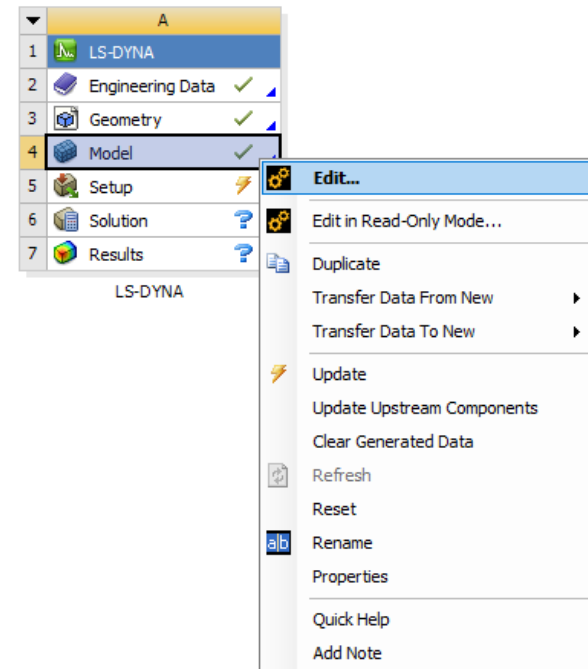 A
1 LS-DYNA
2 Engineering Data
3 Geometry
4 Model
5 Setup
6 Solution
7 Results
LS-DYNA
Edit...
Edit in Read-Only Mode...
Duplicate
Transfer Data From New
Transfer Data To New
Update
Update Upstream Components
Clear Generated Data
Refresh
Reset
a|b Rename
Properties
Quick Help
Add Note